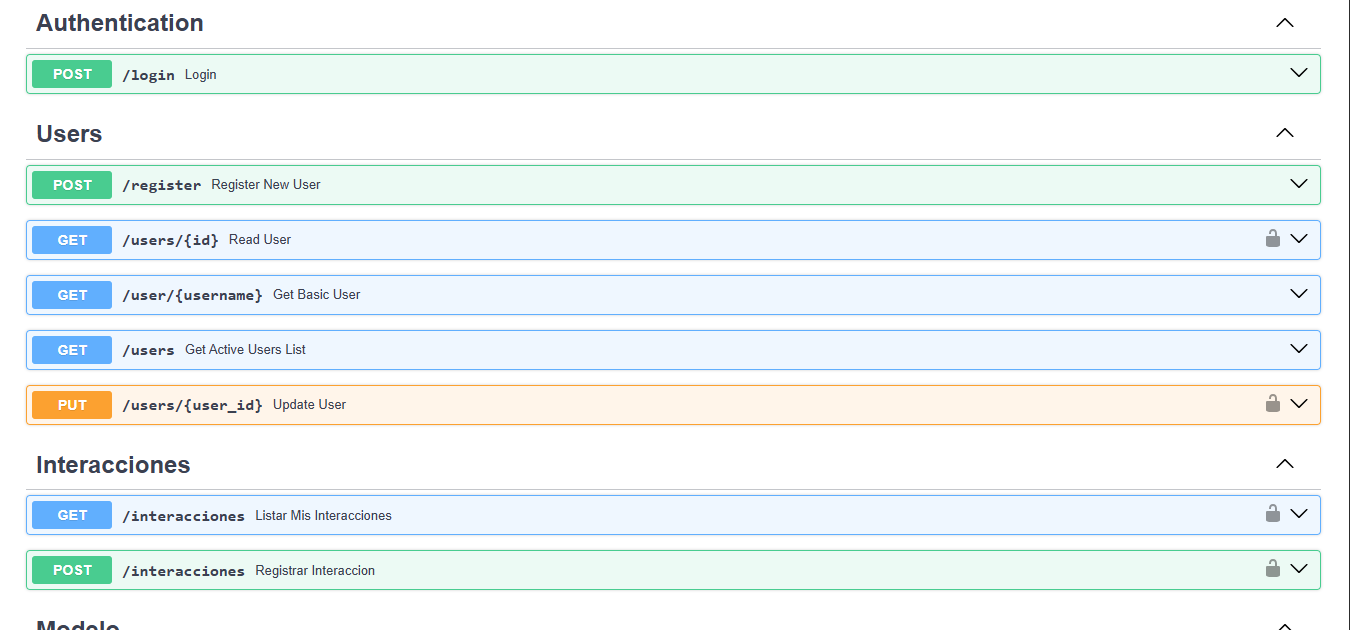 Authentication
POST /login Login
Users
POST /register Register New User
GET /users/{id} Read User
GET /user/{username} Get Basic User
GET /users Get Active Users List
PUT /users/{user_id} Update User
Interacciones
GET /interacciones Listar Mis Interacciones
POST /interacciones Registrar Interaccion
Modelo